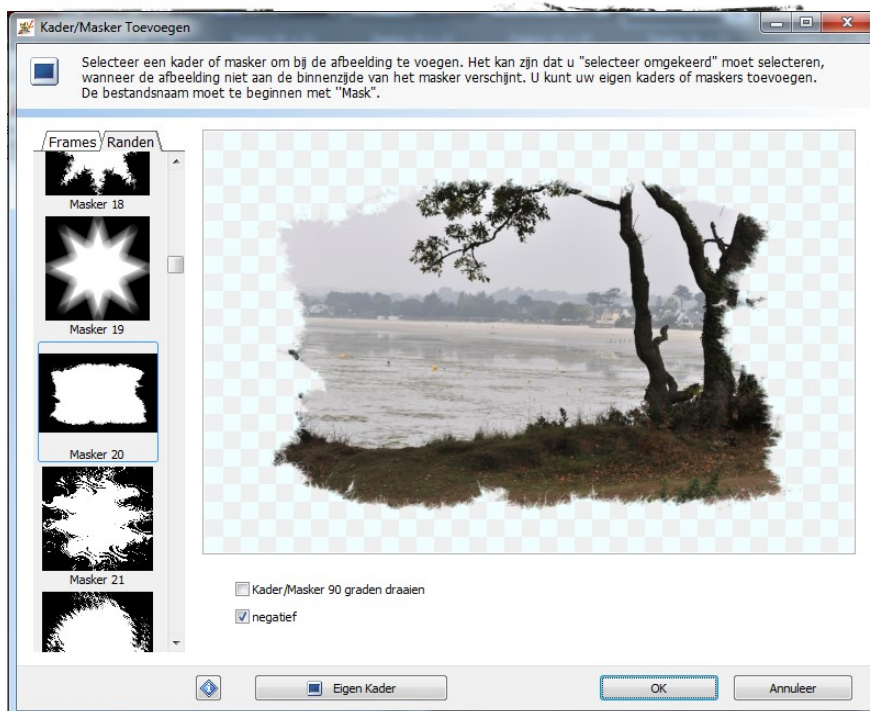 Kader/Masker Toevoegen
Selecteer een kader of masker om bij de afbeelding te voegen. Het kan zijn dat u "selecteer omgekeerd" moet selecteren,
wanneer de afbeelding niet aan de binnenzijde van het masker verschijnt. U kunt uw eigen kaders of maskers toevoegen.
De bestandsnaam moet te beginnen met "Mask".
Frames Randen
Masker 18
Masker 19
Masker 20
Masker 21
Kader/Masker 90 graden draaien
negatief
Eigen Kader OK Annuleer